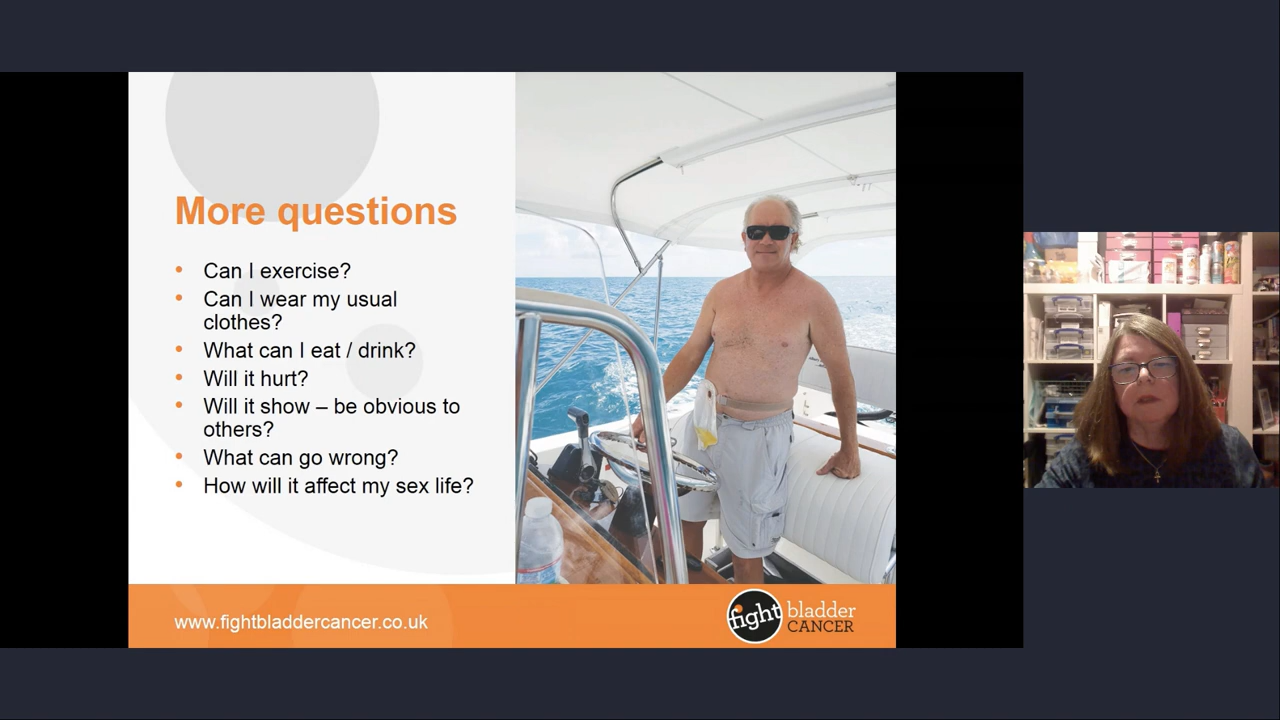 More questions
• Can I exercise?
• Can I wear my usual
clothes?
• What can I eat / drink?
• Will it hurt?
• Will it show – be obvious to
others?
• What can go wrong?
• How will it affect my sex life?
www.fightbladdercancer.co.uk
fight bladder
CANCER